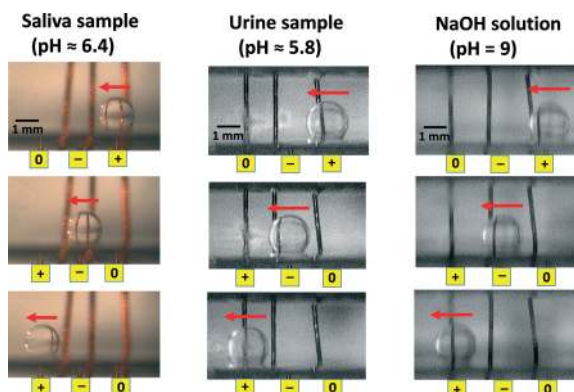 Saliva sample
(pH ≈ 6.4)
Urine sample
(pH ≈ 5.8)
NaOH solution
(pH = 9)
1 mm
0 − +
1 mm
0 − +
1 mm
0 − +
+ − 0
+ − 0
+ − 0
+ − 0
+ − 0
+ − 0